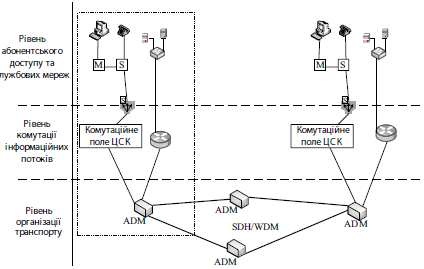 Рівень
абонентського
доступу та
лужбових мереж
M
S
S
M
S
S
Рівень
комутації
інформаційних
потоків
Комутаційне
поле ЦСК
Комутаційне
поле ЦСК
Рівень
організації
транспорту
ADM
ADM
SDH/WDM
ADM
ADM